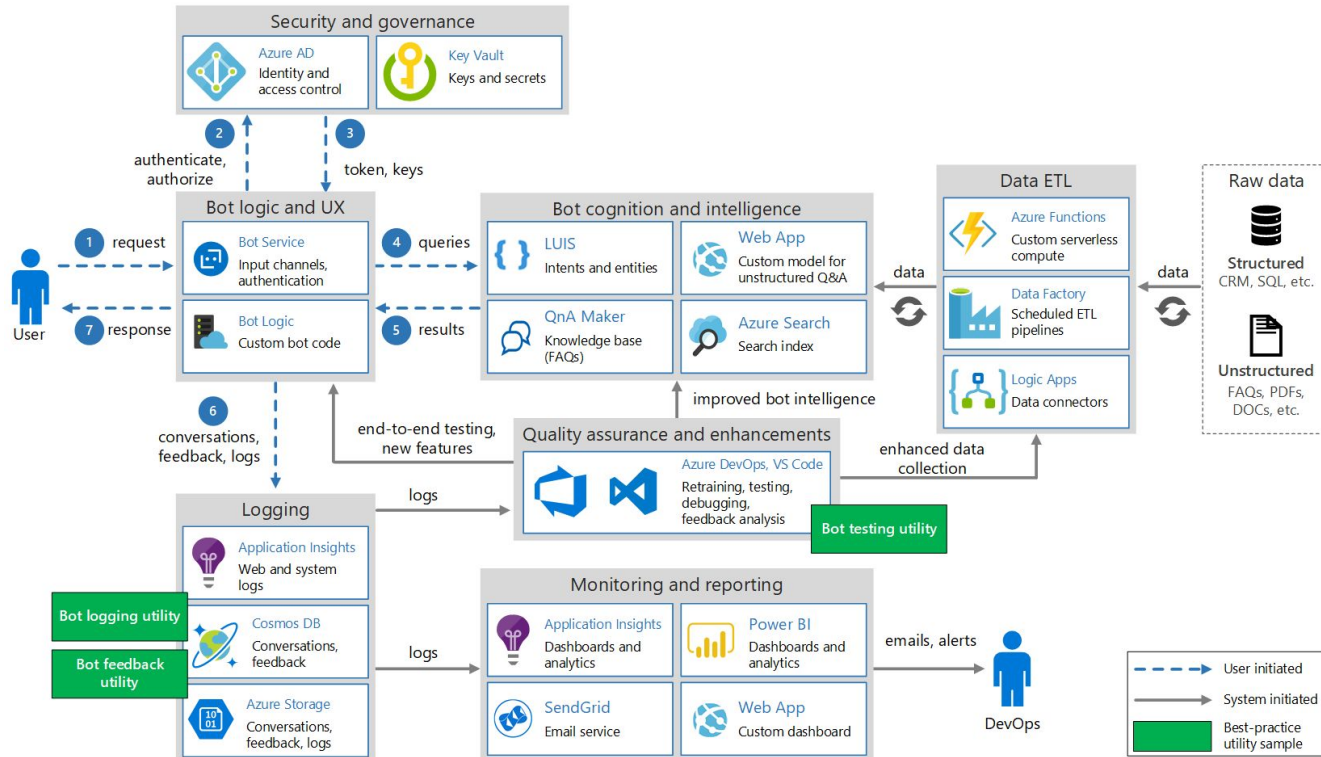 Security and governance
Azure AD
Identity and
access control
Key Vault
Keys and secrets
2
authenticate,
authorize
3
token, keys
Bot logic and UX
1
request
Bot Service
Input channels,
authentication
7
response
User
Bot Logic
Custom bot code
4
queries
5
results
Bot cognition and intelligence
LUIS
Intents and entities
Web App
Custom model for
unstructured Q&A
QnA Maker
Knowledge base
(FAQs)
Azure Search
Search index
data
Data ETL
Azure Functions
Custom serverless
compute
Data Factory
Scheduled ETL
pipelines
Logic Apps
Data connectors
data
Raw data
Structured
CRM, SQL, etc.
Unstructured
FAQs, PDFs,
DOCs, etc.
6
conversations,
feedback, logs
end-to-end testing,
new features
improved bot intelligence
Quality assurance and enhancements
Azure DevOps, VS Code
Retraining, testing,
debugging,
feedback analysis
Bot testing utility
enhanced data
collection
logs
Logging
Application Insights
Web and system
logs
Bot logging utility
Cosmos DB
Conversations,
feedback
Bot feedback
utility
10
01
Azure Storage
Conversations,
feedback, logs
logs
Monitoring and reporting
Application Insights
Dashboards and
analytics
Power BI
Dashboards and
analytics
SendGrid
Email service
Web App
Custom dashboard
emails, alerts
DevOps
User initiated
System initiated
Best-practice
utility sample